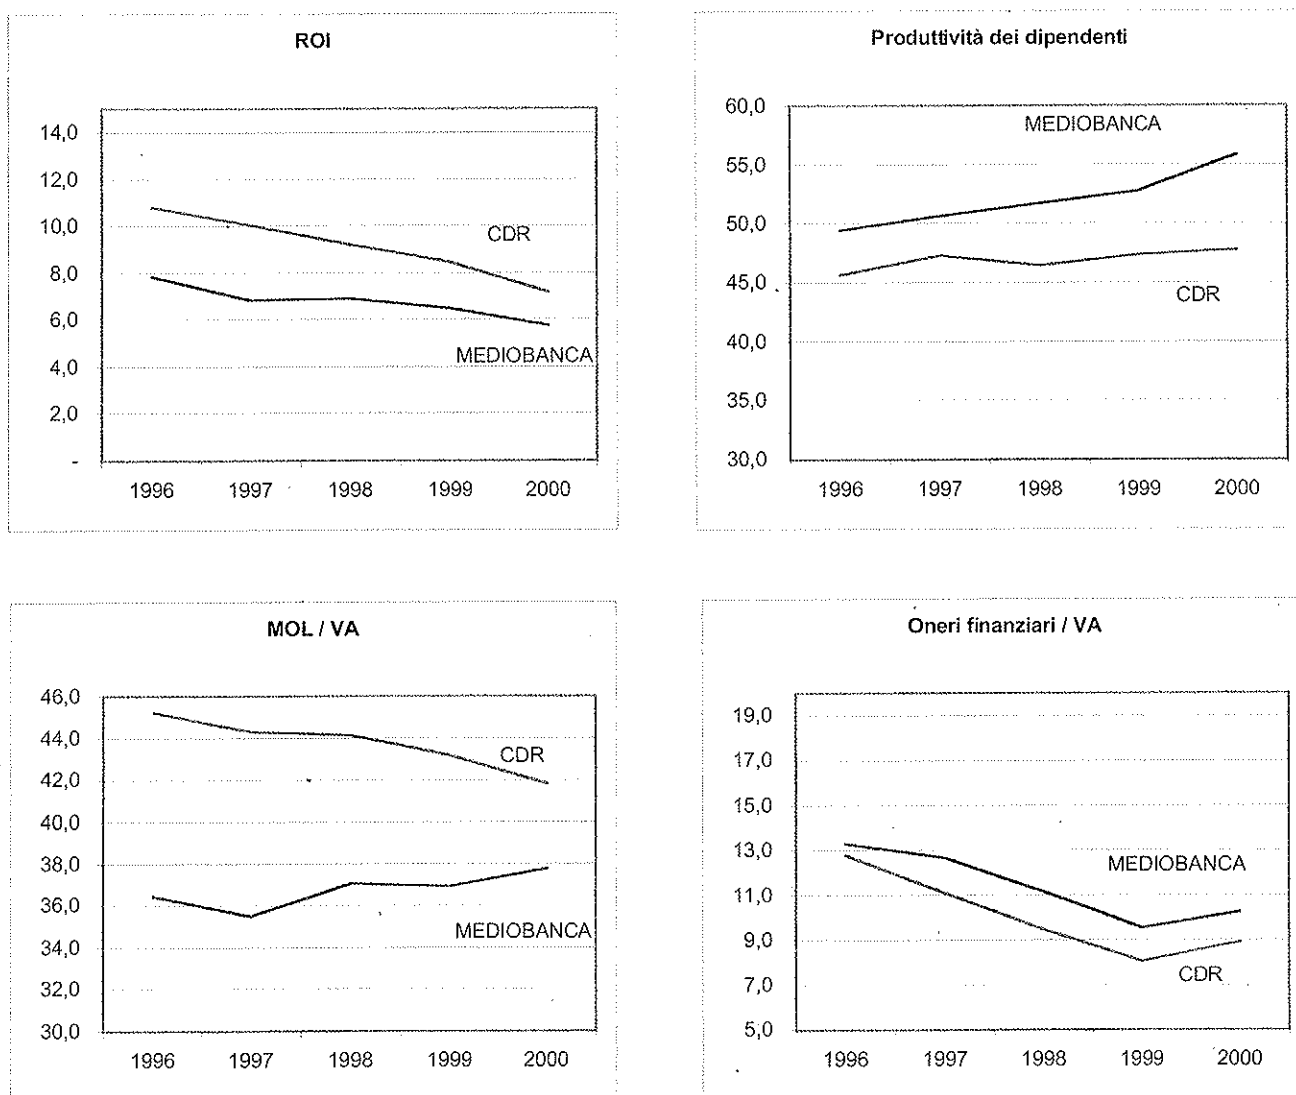 ROI
14,0
12,0
10,0
8,0
6,0
4,0
2,0
-
CDR
MEDIOBANCA
1996 1997 1998 1999 2000
Produttività dei dipendenti
60,0
55,0
50,0
45,0
40,0
35,0
30,0
MEDIOBANCA
CDR
1996 1997 1998 1999 2000
MOL / VA
46,0
44,0
42,0
40,0
38,0
36,0
34,0
32,0
30,0
CDR
MEDIOBANCA
1996 1997 1998 1999 2000
Oneri finanziari / VA
19,0
17,0
15,0
13,0
11,0
9,0
7,0
5,0
MEDIOBANCA
CDR
1996 1997 1998 1999 2000